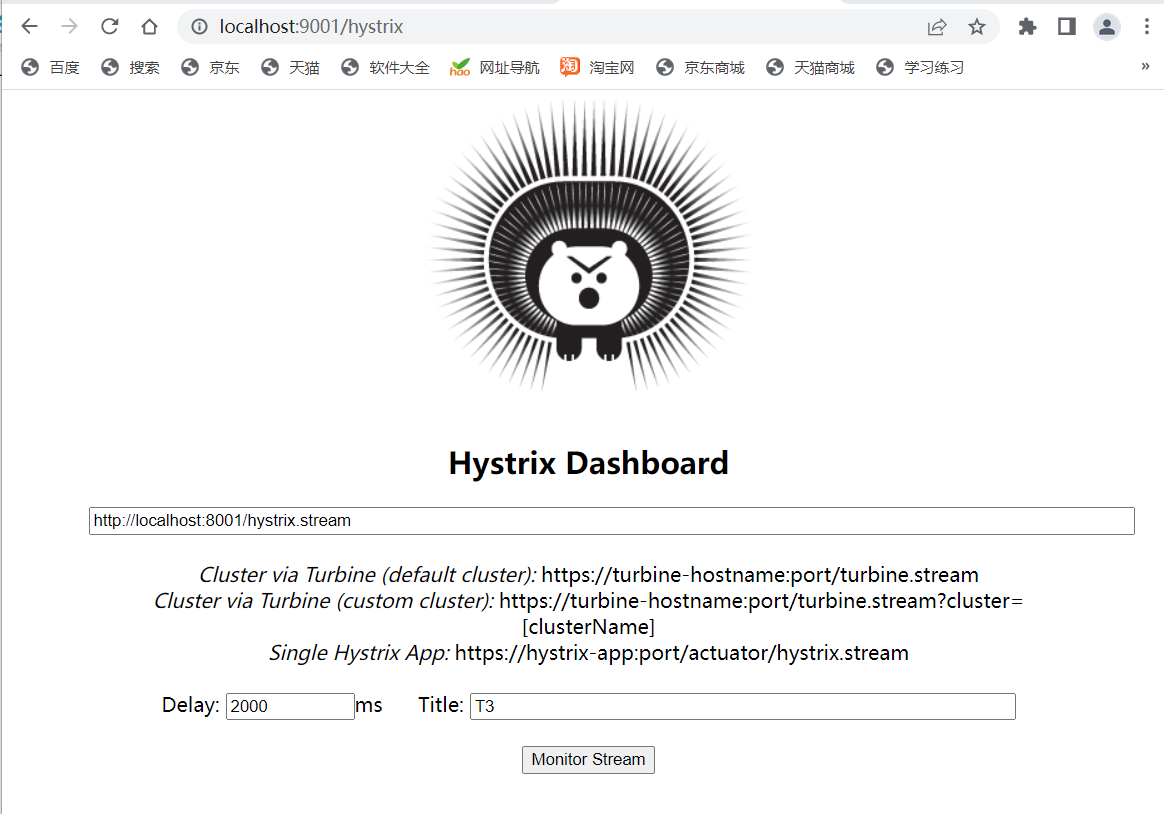 localhost:9001/hystrix
百度 搜索 京东 天猫 软件大全 hao 网址导航 淘 淘宝网 京东商城 天猫商城 学习练习 »
Hystrix Dashboard
http://localhost:8001/hystrix.stream
Cluster via Turbine (default cluster): https://turbine-hostname:port/turbine.stream
Cluster via Turbine (custom cluster): https://turbine-hostname:port/turbine.stream?cluster=
[clusterName]
Single Hystrix App: https://hystrix-app:port/actuator/hystrix.stream
Delay: 2000 ms Title: T3
Monitor Stream